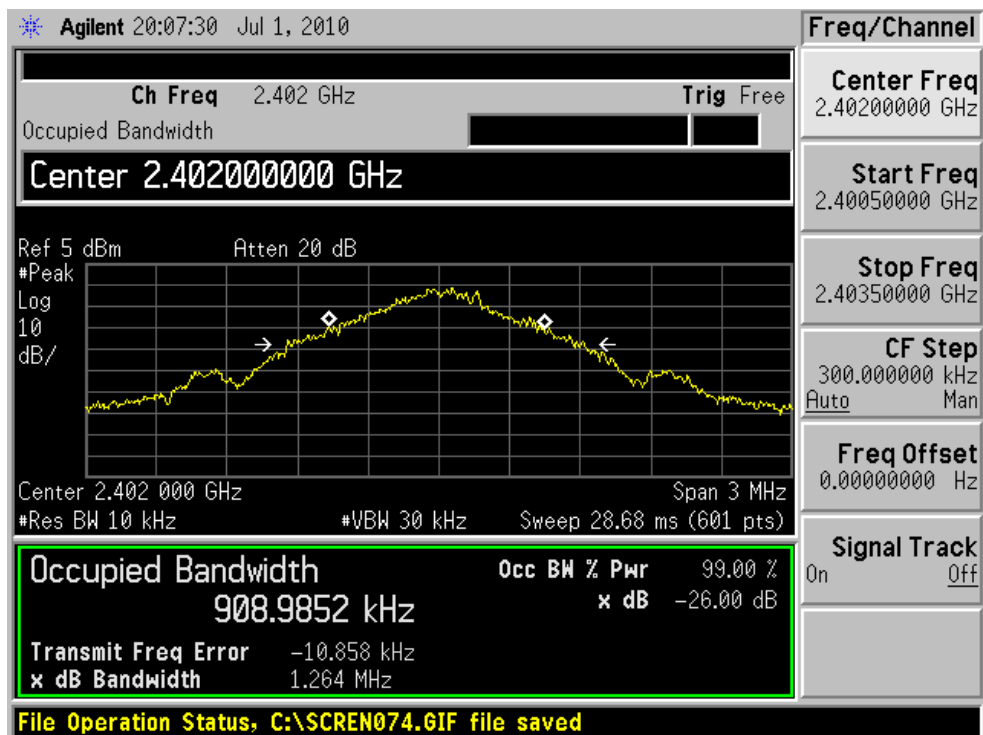 Agilent 20:07:30 Jul 1, 2010
Freq/Channel
Ch Freq 2.402 GHz Trig Free
Occupied Bandwidth
Center 2.402000000 GHz
Ref 5 dBm Atten 20 dB
#Peak
Log
10
dB/
Center 2.402 000 GHz Span 3 MHz
#Res BW 10 kHz #VBW 30 kHz Sweep 28.68 ms (601 pts)
Occupied Bandwidth
908.9852 kHz
Occ BW % Pwr 99.00 %
x dB -26.00 dB
Transmit Freq Error -10.858 kHz
x dB Bandwidth 1.264 MHz
File Operation Status, C:\SCREN074.GIF file saved
Center Freq
2.40200000 GHz
Start Freq
2.40050000 GHz
Stop Freq
2.40350000 GHz
CF Step
300.000000 kHz
Auto Man
Freq Offset
0.00000000 Hz
Signal Track
On Off